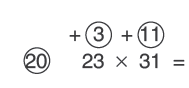 + ③ + ⑪
⑳ 23 × 31 =